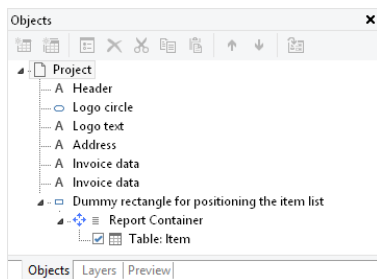 Objects
Project
A Header
Logo circle
A Logo text
A Address
A Invoice data
A Invoice data
Dummy rectangle for positioning the item list
Report Container
Table: Item
Objects Layers Preview